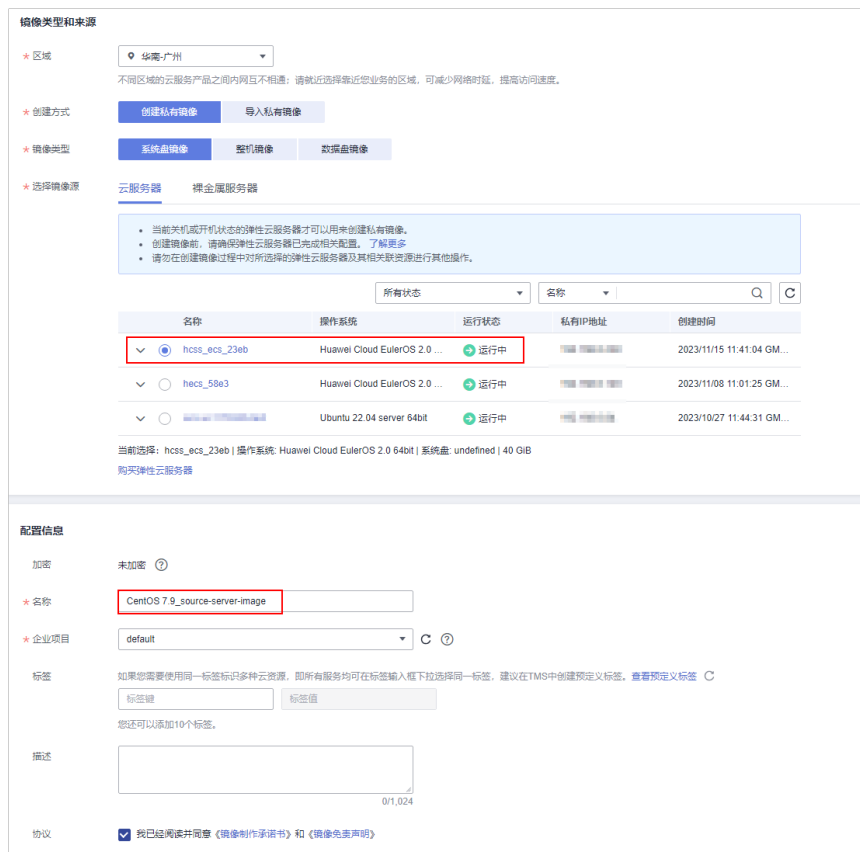 镜像类型和来源
* 区域
华南-广州
不同区域的云服务产品之间内网互不相通；请就近选择靠近您业务的区域，可减少网络时延，提高访问速度。
* 创建方式
创建私有镜像 导入私有镜像
* 镜像类型
系统盘镜像 整机镜像 数据盘镜像
* 选择镜像源
云服务器 裸金属服务器
• 当前关机或开机状态的弹性云服务器才可以用来创建私有镜像。
• 创建镜像前，请确保弹性云服务器已完成相关配置。 了解更多
• 请勿在创建镜像过程中对所选择的弹性云服务器及其相关联资源进行其他操作。
所有状态 名称
名称 操作系统 运行状态 私有IP地址 创建时间
hcss_ecs_23eb Huawei Cloud EulerOS 2.0 ... 运行中 2023/11/15 11:41:04 GM...
hecs_58e3 Huawei Cloud EulerOS 2.0 ... 运行中 2023/11/08 11:01:25 GM...
Ubuntu 22.04 server 64bit 运行中 2023/10/27 11:44:31 GM...
当前选择：hcss_ecs_23eb | 操作系统: Huawei Cloud EulerOS 2.0 64bit | 系统盘: undefined | 40 GiB
购买弹性云服务器
配置信息
加密 未加密 ?
* 名称 CentOS 7.9_source-server-image
* 企业项目 default ?
标签 如果您需要使用同一标签标识多种云资源，即所有服务均可在标签输入框下拉选择同一标签，建议在TMS中创建预定义标签。 查看预定义标签
标签键 标签值
您还可以添加10个标签。
描述
0/1,024
协议 我已经阅读并同意《镜像制作承诺书》和《镜像免责声明》